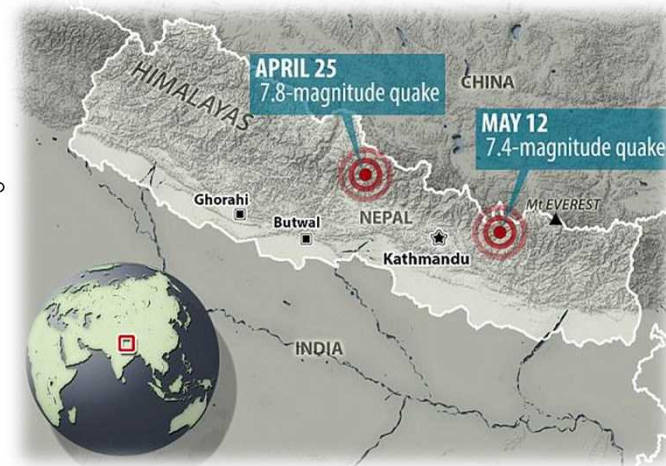 HIMALAYAS
APRIL 25
7.8-magnitude quake
CHINA
MAY 12
7.4-magnitude quake
Mt EVEREST
Ghorahi
Butwal
NEPAL
Kathmandu
INDIA